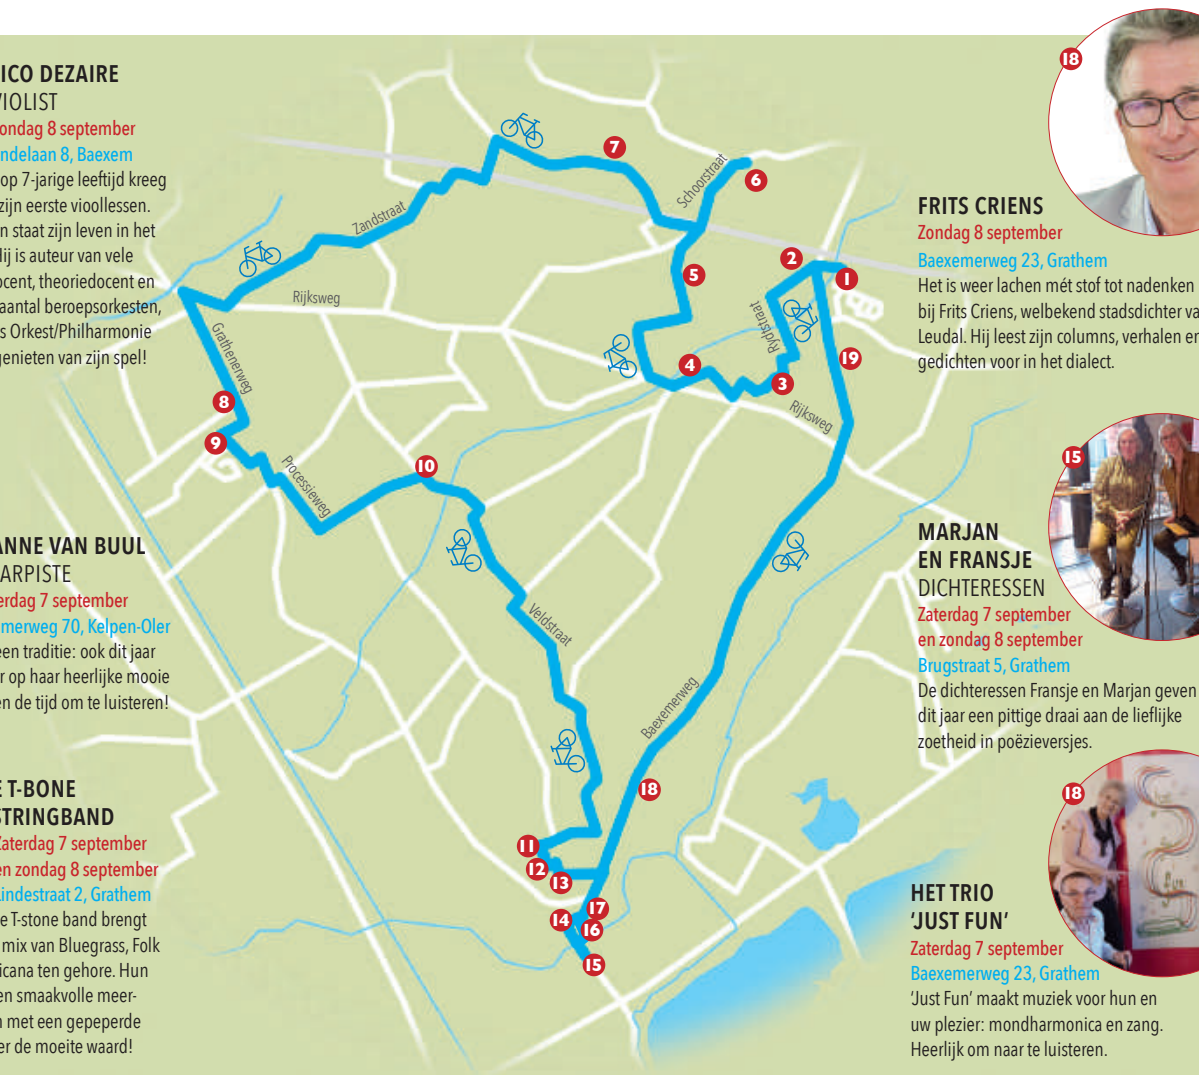 ICO DEZAIRE
VIOLIST
ondag 8 september
ndelaan 8, Baexem
op 7-jarige leeftijd kreeg
zijn eerste vioollessen.
n staat zijn leven in het
Hij is auteur van vele
ocent, theoriedocent en
aantal beroepsorkesten,
s Orkest/Philharmonie
genieten van zijn spel!
ANNE VAN BUUL
ARPISTE
erdag 7 september
merweg 70, Kelpen-Oler
een traditie: ook dit jaar
r op haar heerlijke mooie
en de tijd om te luisteren!
E T-BONE
STRINGBAND
Zaterdag 7 september
en zondag 8 september
Lindestraat 2, Grathem
e T-stone band brengt
mix van Bluegrass, Folk
icana ten gehore. Hun
en smaakvolle meer-
n met een gepeperde
er de moeite waard!
7
6
Schoorstraat
Zandstraat
5
2
1
Rijksweg
Rydtstraat
Grathenerweg
4
3
19
Rijksweg
8
9
10
Processieweg
Veldstraat
Baexemerweg
18
11
12
13
14
17
16
15
18
FRITS CRIENS
Zondag 8 september
Baexemerweg 23, Grathem
Het is weer lachen mét stof tot nadenken
bij Frits Criens, welbekend stadsdichter va
Leudal. Hij leest zijn columns, verhalen en
gedichten voor in het dialect.
15
MARJAN
EN FRANSJE
DICHTERESSEN
Zaterdag 7 september
en zondag 8 september
Brugstraat 5, Grathem
De dichteressen Fransje en Marjan geven
dit jaar een pittige draai aan de lieflijke
zoetheid in poëzieversjes.
18
HET TRIO
'JUST FUN'
Zaterdag 7 september
Baexemerweg 23, Grathem
'Just Fun' maakt muziek voor hun en
uw plezier: mondharmonica en zang.
Heerlijk om naar te luisteren.